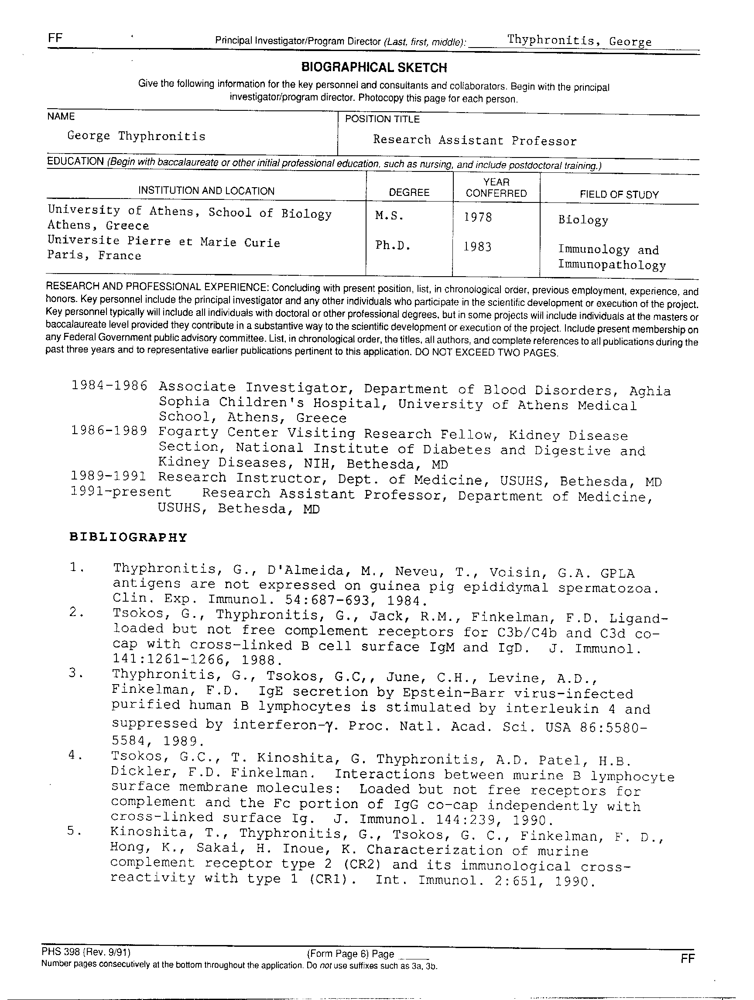 FF
Principal Investigator/Program Director (Last, first, middle): Thyphronitis, George
BIOGRAPHICAL SKETCH
Give the following information for the key personnel and consultants and collaborators. Begin with the principal
investigator/program director. Photocopy this page for each person.
NAME
POSITION TITLE
George Thyphronitis
Research Assistant Professor
EDUCATION (Begin with baccalaureate or other initial professional education, such as nursing, and include postdoctoral training.)
INSTITUTION AND LOCATION
DEGREE
YEAR
CONFERRED
FIELD OF STUDY
University of Athens, School of Biology
Athens, Greece
M.S.
1978
Biology
Universite Pierre et Marie Curie
Paris, France
Ph.D.
1983
Immunology and
Immunopathology
RESEARCH AND PROFESSIONAL EXPERIENCE: Concluding with present position, list, in chronological order, previous employment, experience, and
honors. Key personnel include the principal investigator and any other individuals who participate in the scientific development or execution of the project.
Key personnel typically will include all individuals with doctoral or other professional degrees, but in some projects will include individuals at the masters or
baccalaureate level provided they contribute in a substantive way to the scientific development or execution of the project. Include present membership on
any Federal Government public advisory committee. List, in chronological order, the titles, all authors, and complete references to all publications during the
past three years and to representative earlier publications pertinent to this application. DO NOT EXCEED TWO PAGES.
1984-1986 Associate Investigator, Department of Blood Disorders, Aghia
Sophia Children's Hospital, University of Athens Medical
School, Athens, Greece
1986-1989 Fogarty Center Visiting Research Fellow, Kidney Disease
Section, National Institute of Diabetes and Digestive and
Kidney Diseases, NIH, Bethesda, MD
1989-1991 Research Instructor, Dept. of Medicine, USUHS, Bethesda, MD
1991-present Research Assistant Professor, Department of Medicine,
USUHS, Bethesda, MD
BIBLIOGRAPHY
1. Thyphronitis, G., D'Almeida, M., Neveu, T., Voisin, G.A. GPLA
antigens are not expressed on guinea pig epididymal spermatozoa.
Clin. Exp. Immunol. 54:687-693, 1984.
2. Tsokos, G., Thyphronitis, G., Jack, R.M., Finkelman, F.D. Ligand-
loaded but not free complement receptors for C3b/C4b and C3d co-
cap with cross-linked B cell surface IgM and IgD. J. Immunol.
141:1261-1266, 1988.
3. Thyphronitis, G., Tsokos, G.C,, June, C.H., Levine, A.D.,
Finkelman, F.D. IgE secretion by Epstein-Barr virus-infected
purified human B lymphocytes is stimulated by interleukin 4 and
suppressed by interferon-γ. Proc. Natl. Acad. Sci. USA 86:5580-
5584, 1989.
4. Tsokos, G.C., T. Kinoshita, G. Thyphronitis, A.D. Patel, H.B.
Dickler, F.D. Finkelman. Interactions between murine B lymphocyte
surface membrane molecules: Loaded but not free receptors for
complement and the Fc portion of IgG co-cap independently with
cross-linked surface Ig. J. Immunol. 144:239, 1990.
5. Kinoshita, T., Thyphronitis, G., Tsokos, G. C., Finkelman, F. D.,
Hong, K., Sakai, H. Inoue, K. Characterization of murine
complement receptor type 2 (CR2) and its immunological cross-
reactivity with type 1 (CR1). Int. Immunol. 2:651, 1990.
PHS 398 (Rev. 9/91)
(Form Page 6) Page
FF
Number pages consecutively at the bottom throughout the application. Do not use suffixes such as 3a, 3b.